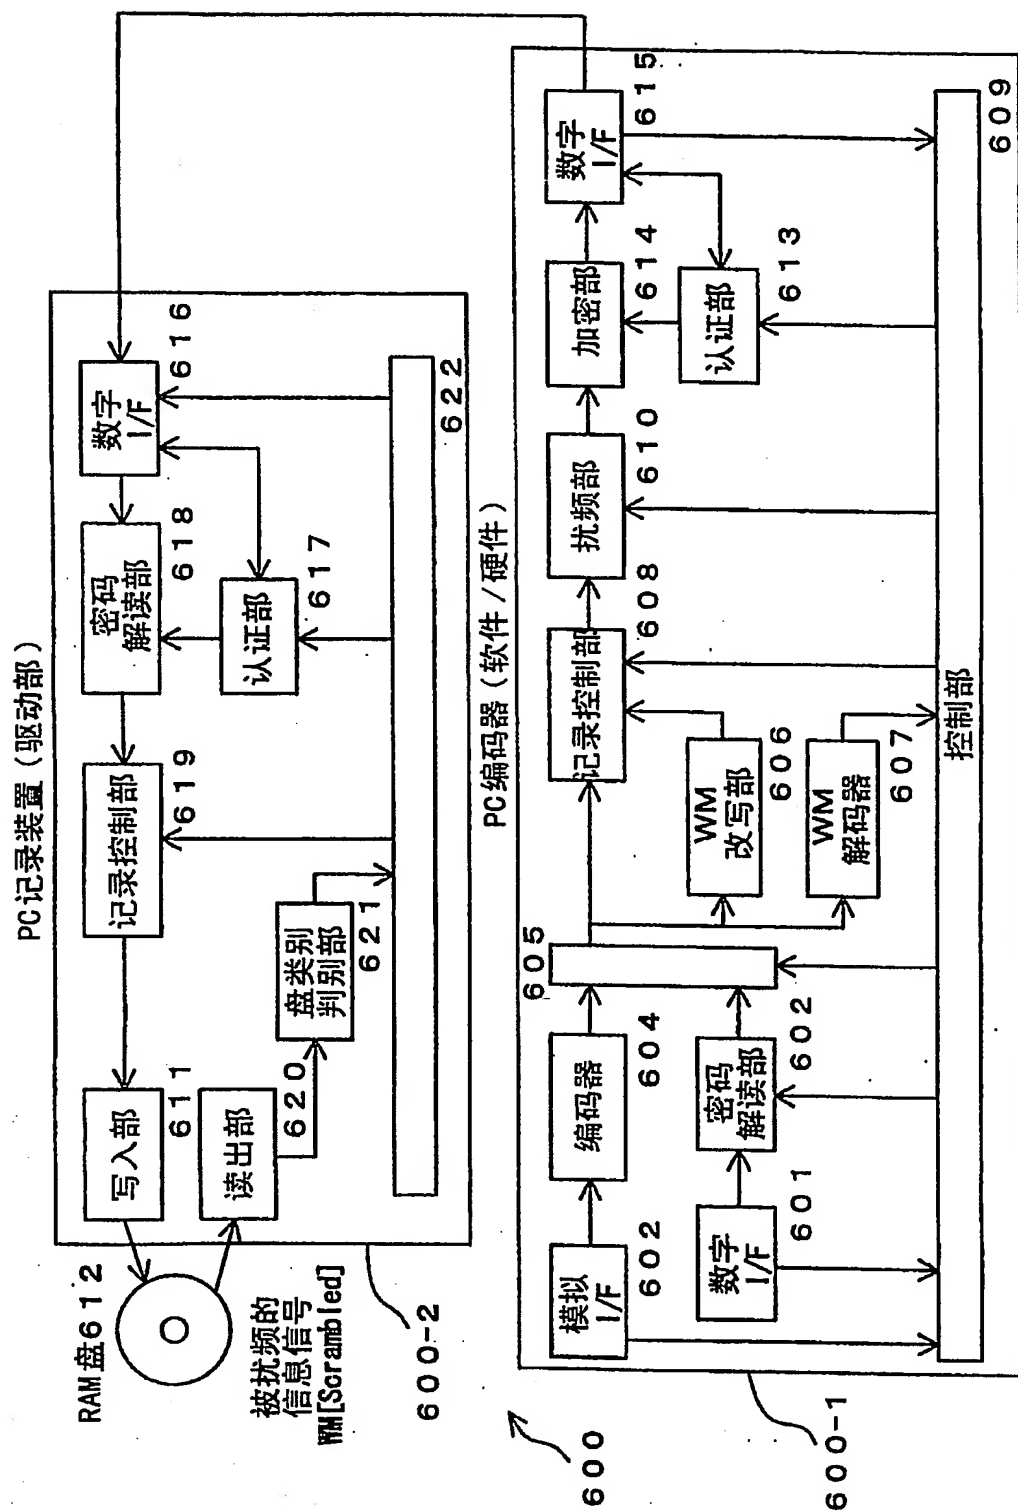 PC记录装置（驱动部）
RAM盘612
写入部
611
记录控制部
619
密码
解读部
618
数字
I/F
616
读出部
620
盘类别
判别部
621
认证部
617
622
被扰频的
信息信号
WM[Scrambled]
600-2
PC编码器（软件/硬件）
600
模拟
I/F
602
编码器
604
605
记录控制部
608
扰频部
610
加密部
614
数字
I/F
615
数字
I/F
601
密码
解读部
602
WM
改写部
606
WM
解码器
607
认证部
613
控制部
609
600-1